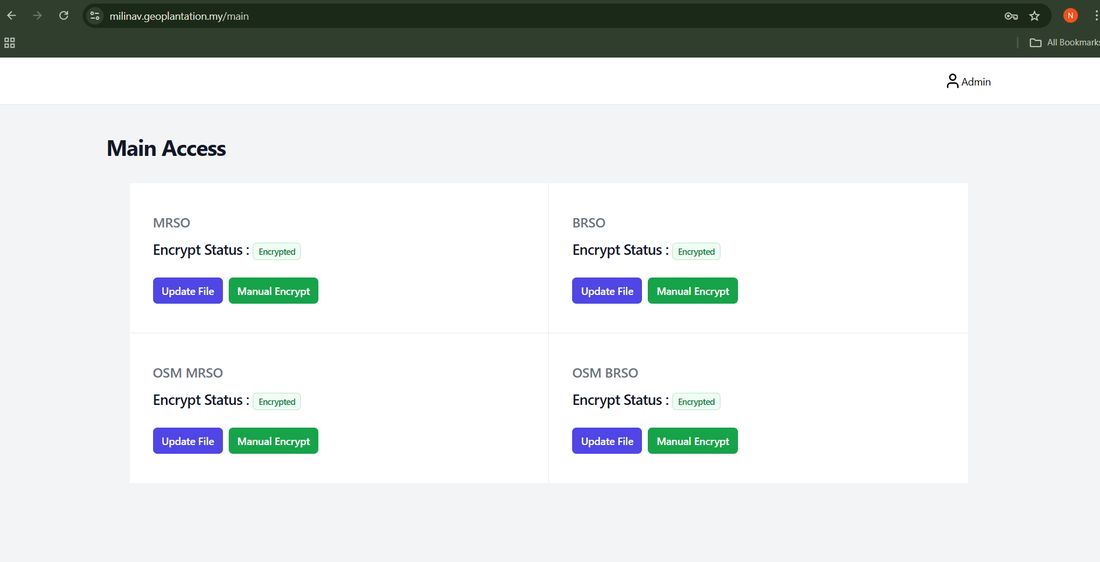 milinav.geoplantation.my/main
N
All Bookmarks
Admin
Main Access
MRSO
Encrypt Status : Encrypted
Update File Manual Encrypt
BRSO
Encrypt Status : Encrypted
Update File Manual Encrypt
OSM MRSO
Encrypt Status : Encrypted
Update File Manual Encrypt
OSM BRSO
Encrypt Status : Encrypted
Update File Manual Encrypt